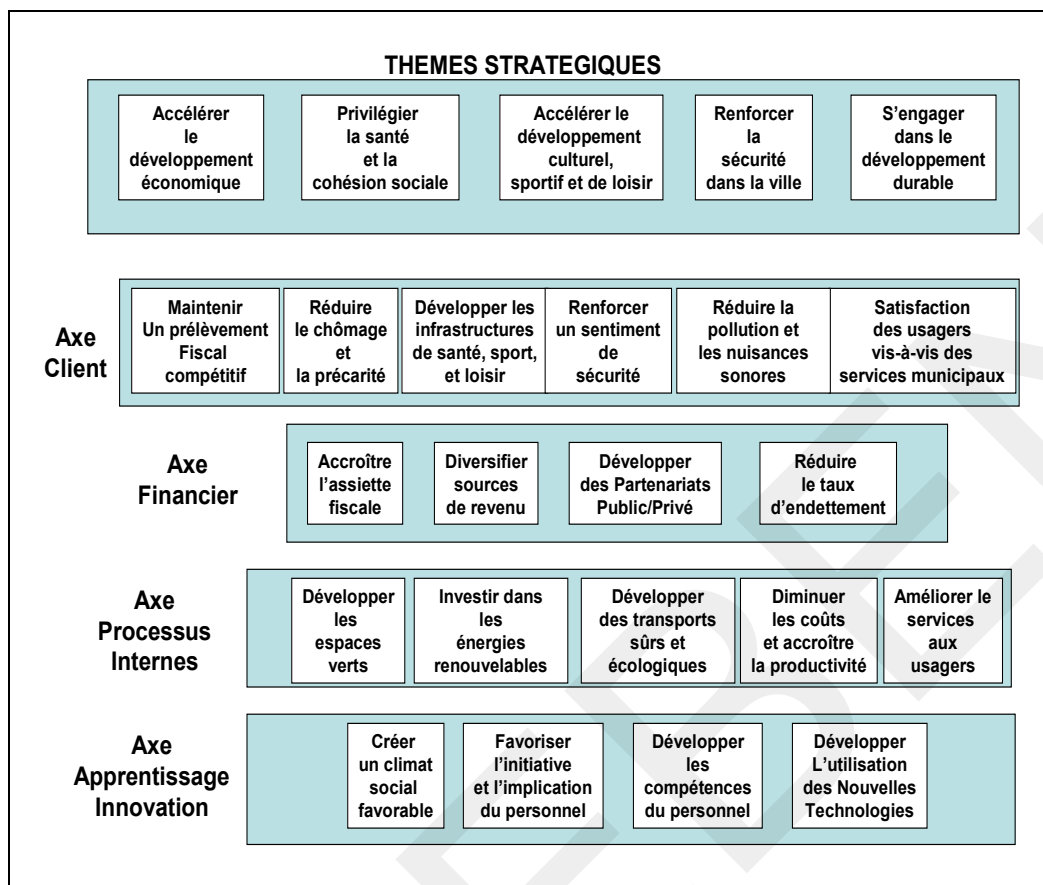 THEMES STRATEGIQUES
Accélérer
le
développement
économique
Privilégier
la santé
et la
cohésion sociale
Accélérer le
développement
culturel,
sportif et de loisir
Renforcer
la
sécurité
dans la ville
S'engager
dans le
développement
durable
Axe
Client
Maintenir
Un prélèvement
Fiscal
compétitif
Réduire
le chômage
et
la précarité
Développer les
infrastructures
de santé, sport,
et loisir
Renforcer
un sentiment
de
sécurité
Réduire la
pollution et
les nuisances
sonores
Satisfaction
des usagers
vis-à-vis des
services municipaux
Axe
Financier
Accroître
l'assiette
fiscale
Diversifier
sources
de revenu
Développer
des Partenariats
Public/Privé
Réduire
le taux
d'endettement
Axe
Processus
Internes
Développer
les
espaces
verts
Investir dans
les
énergies
renouvelables
Développer
des transports
sûrs et
écologiques
Diminuer
les coûts
et accroître
la productivité
Améliorer le
services
aux
usagers
Axe
Apprentissage
Innovation
Créer
un climat
social
favorable
Favoriser
l'initiative
et l'implication
du personnel
Développer
les
compétences
du personnel
Développer
L'utilisation
des Nouvelles
Technologies